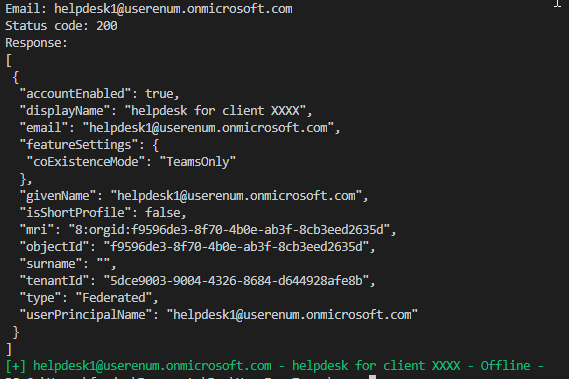 Email: helpdesk1@userenum.onmicrosoft.com
Status code: 200
Response:
[
 {
  "accountEnabled": true,
  "displayName": "helpdesk for client XXXX",
  "email": "helpdesk1@userenum.onmicrosoft.com",
  "featureSettings": {
   "coExistenceMode": "TeamsOnly"
  },
  "givenName": "helpdesk1@userenum.onmicrosoft.com",
  "isShortProfile": false,
  "mri": "8:orgid:f9596de3-8f70-4b0e-ab3f-8cb3eed2635d",
  "objectId": "f9596de3-8f70-4b0e-ab3f-8cb3eed2635d",
  "surname": "",
  "tenantId": "5dce9003-9004-4326-8684-d644928afe8b",
  "type": "Federated",
  "userPrincipalName": "helpdesk1@userenum.onmicrosoft.com"
 }
]
[+] helpdesk1@userenum.onmicrosoft.com - helpdesk for client XXXX - Offline -